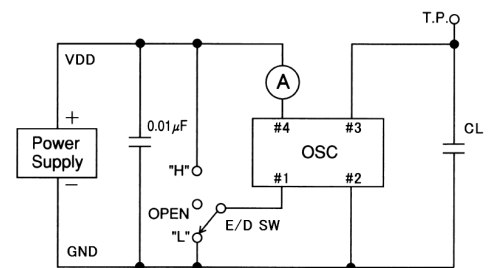 T.P.
VDD
A
+
0.01μF
#4 #3
CL
Power
Supply
OSC
"H"
−
#1 #2
OPEN
E/D SW
"L"
GND